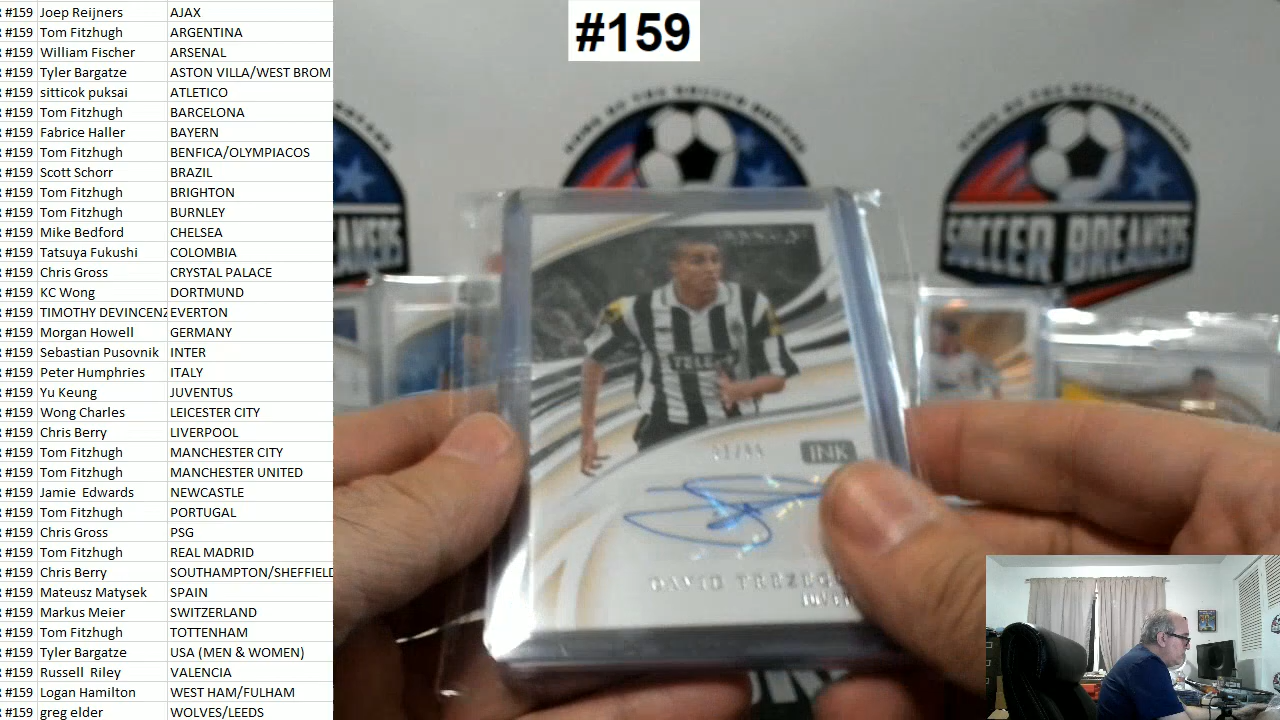 #159 Joep Reijners AJAX
#159 Tom Fitzhugh ARGENTINA
#159 William Fischer ARSENAL
#159 Tyler Bargatze ASTON VILLA/WEST BROM
#159 sitticok puksai ATLETICO
#159 Tom Fitzhugh BARCELONA
#159 Fabrice Haller BAYERN
#159 Tom Fitzhugh BENFICA/OLYMPIACOS
#159 Scott Schorr BRAZIL
#159 Tom Fitzhugh BRIGHTON
#159 Tom Fitzhugh BURNLEY
#159 Mike Bedford CHELSEA
#159 Tatsuya Fukushi COLOMBIA
#159 Chris Gross CRYSTAL PALACE
#159 KC Wong DORTMUND
#159 TIMOTHY DEVINCENZ EVERTON
#159 Morgan Howell GERMANY
#159 Sebastian Pusovnik INTER
#159 Peter Humphries ITALY
#159 Yu Keung JUVENTUS
#159 Wong Charles LEICESTER CITY
#159 Chris Berry LIVERPOOL
#159 Tom Fitzhugh MANCHESTER CITY
#159 Tom Fitzhugh MANCHESTER UNITED
#159 Jamie Edwards NEWCASTLE
#159 Tom Fitzhugh PORTUGAL
#159 Chris Gross PSG
#159 Tom Fitzhugh REAL MADRID
#159 Chris Berry SOUTHAMPTON/SHEFFIELD
#159 Mateusz Matysek SPAIN
#159 Markus Meier SWITZERLAND
#159 Tom Fitzhugh TOTTENHAM
#159 Tyler Bargatze USA (MEN & WOMEN)
#159 Russell Riley VALENCIA
#159 Logan Hamilton WEST HAM/FULHAM
#159 greg elder WOLVES/LEEDS
#159
SOCCER BREAKERS
INK
DAVID